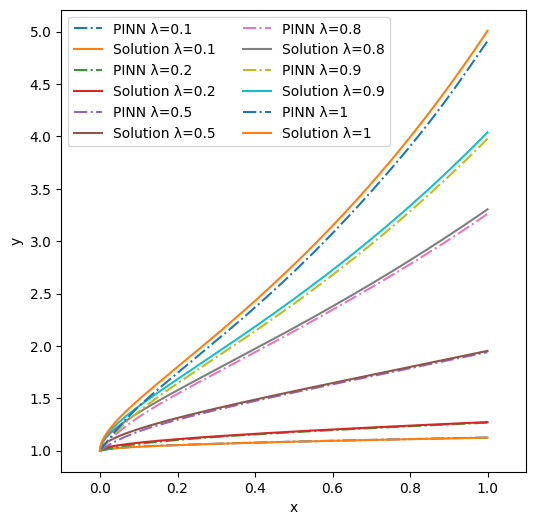 PINN λ=0.1
Solution λ=0.1
PINN λ=0.2
Solution λ=0.2
PINN λ=0.5
Solution λ=0.5
PINN λ=0.8
Solution λ=0.8
PINN λ=0.9
Solution λ=0.9
PINN λ=1
Solution λ=1
5.0
4.5
4.0
3.5
3.0
2.5
2.0
1.5
1.0
y
0.0 0.2 0.4 0.6 0.8 1.0
x